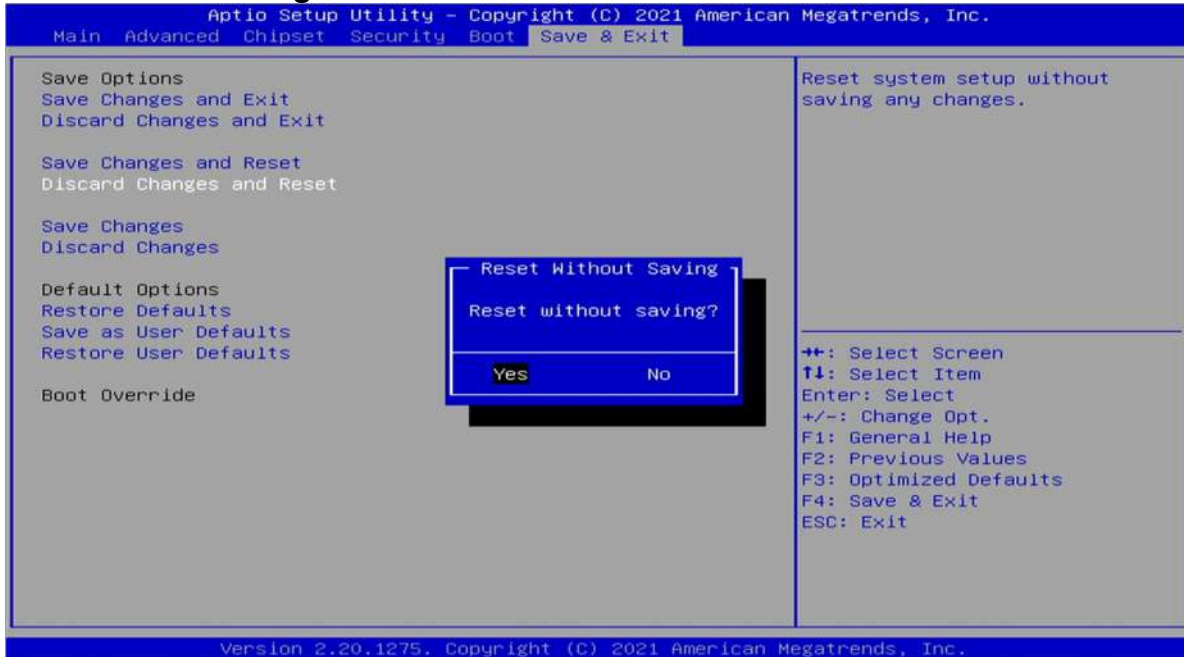 Aptio Setup Utility – Copyright (C) 2021 American Megatrends, Inc.
Main Advanced Chipset Security Boot Save & Exit
Save Options
Save Changes and Exit
Discard Changes and Exit
Save Changes and Reset
Discard Changes and Reset
Save Changes
Discard Changes
Default Options
Restore Defaults
Save as User Defaults
Restore User Defaults
Boot Override
Reset Without Saving
Reset without saving?
Yes No
Reset system setup without
saving any changes.
→←: Select Screen
↑↓: Select Item
Enter: Select
+/-: Change Opt.
F1: General Help
F2: Previous Values
F3: Optimized Defaults
F4: Save & Exit
ESC: Exit
Version 2.20.1275. Copyright (C) 2021 American Megatrends, Inc.